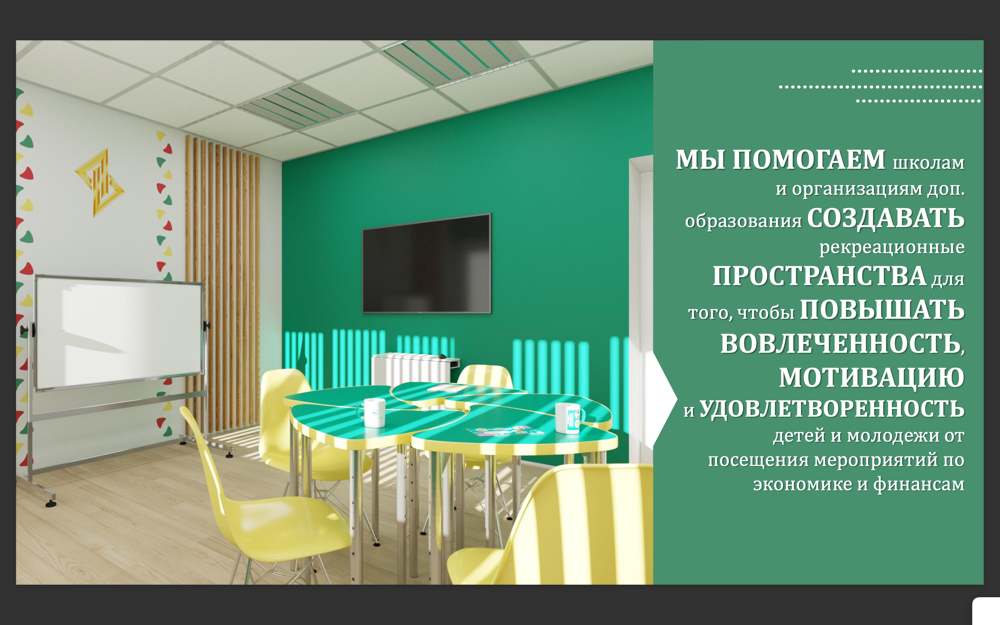 МЫ ПОМОГАЕМ школам
и организациям доп.
образования СОЗДАВАТЬ
рекреационные
ПРОСТРАНСТВА для
того, чтобы ПОВЫШАТЬ
ВОВЛЕЧЕННОСТЬ,
МОТИВАЦИЮ
и УДОВЛЕТВОРЕННОСТЬ
детей и молодежи от
посещения мероприятий по
экономике и финансам